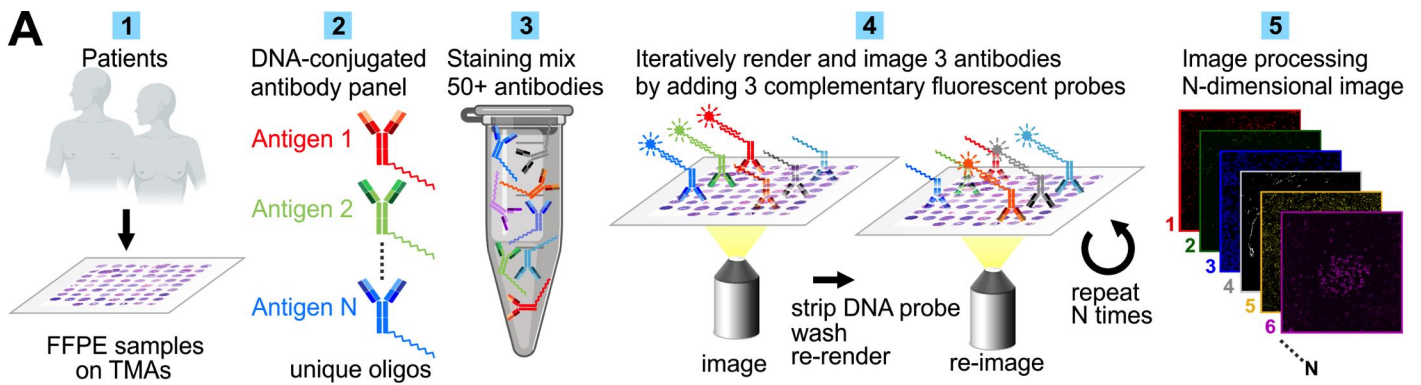 A
1
Patients
FFPE samples
on TMAs
2
DNA-conjugated
antibody panel
Antigen 1
Antigen 2
Antigen N
unique oligos
3
Staining mix
50+ antibodies
4
Iteratively render and image 3 antibodies
by adding 3 complementary fluorescent probes
image
strip DNA probe
wash
re-render
re-image
repeat
N times
5
Image processing
N-dimensional image
1
2
3
4
5
6
N